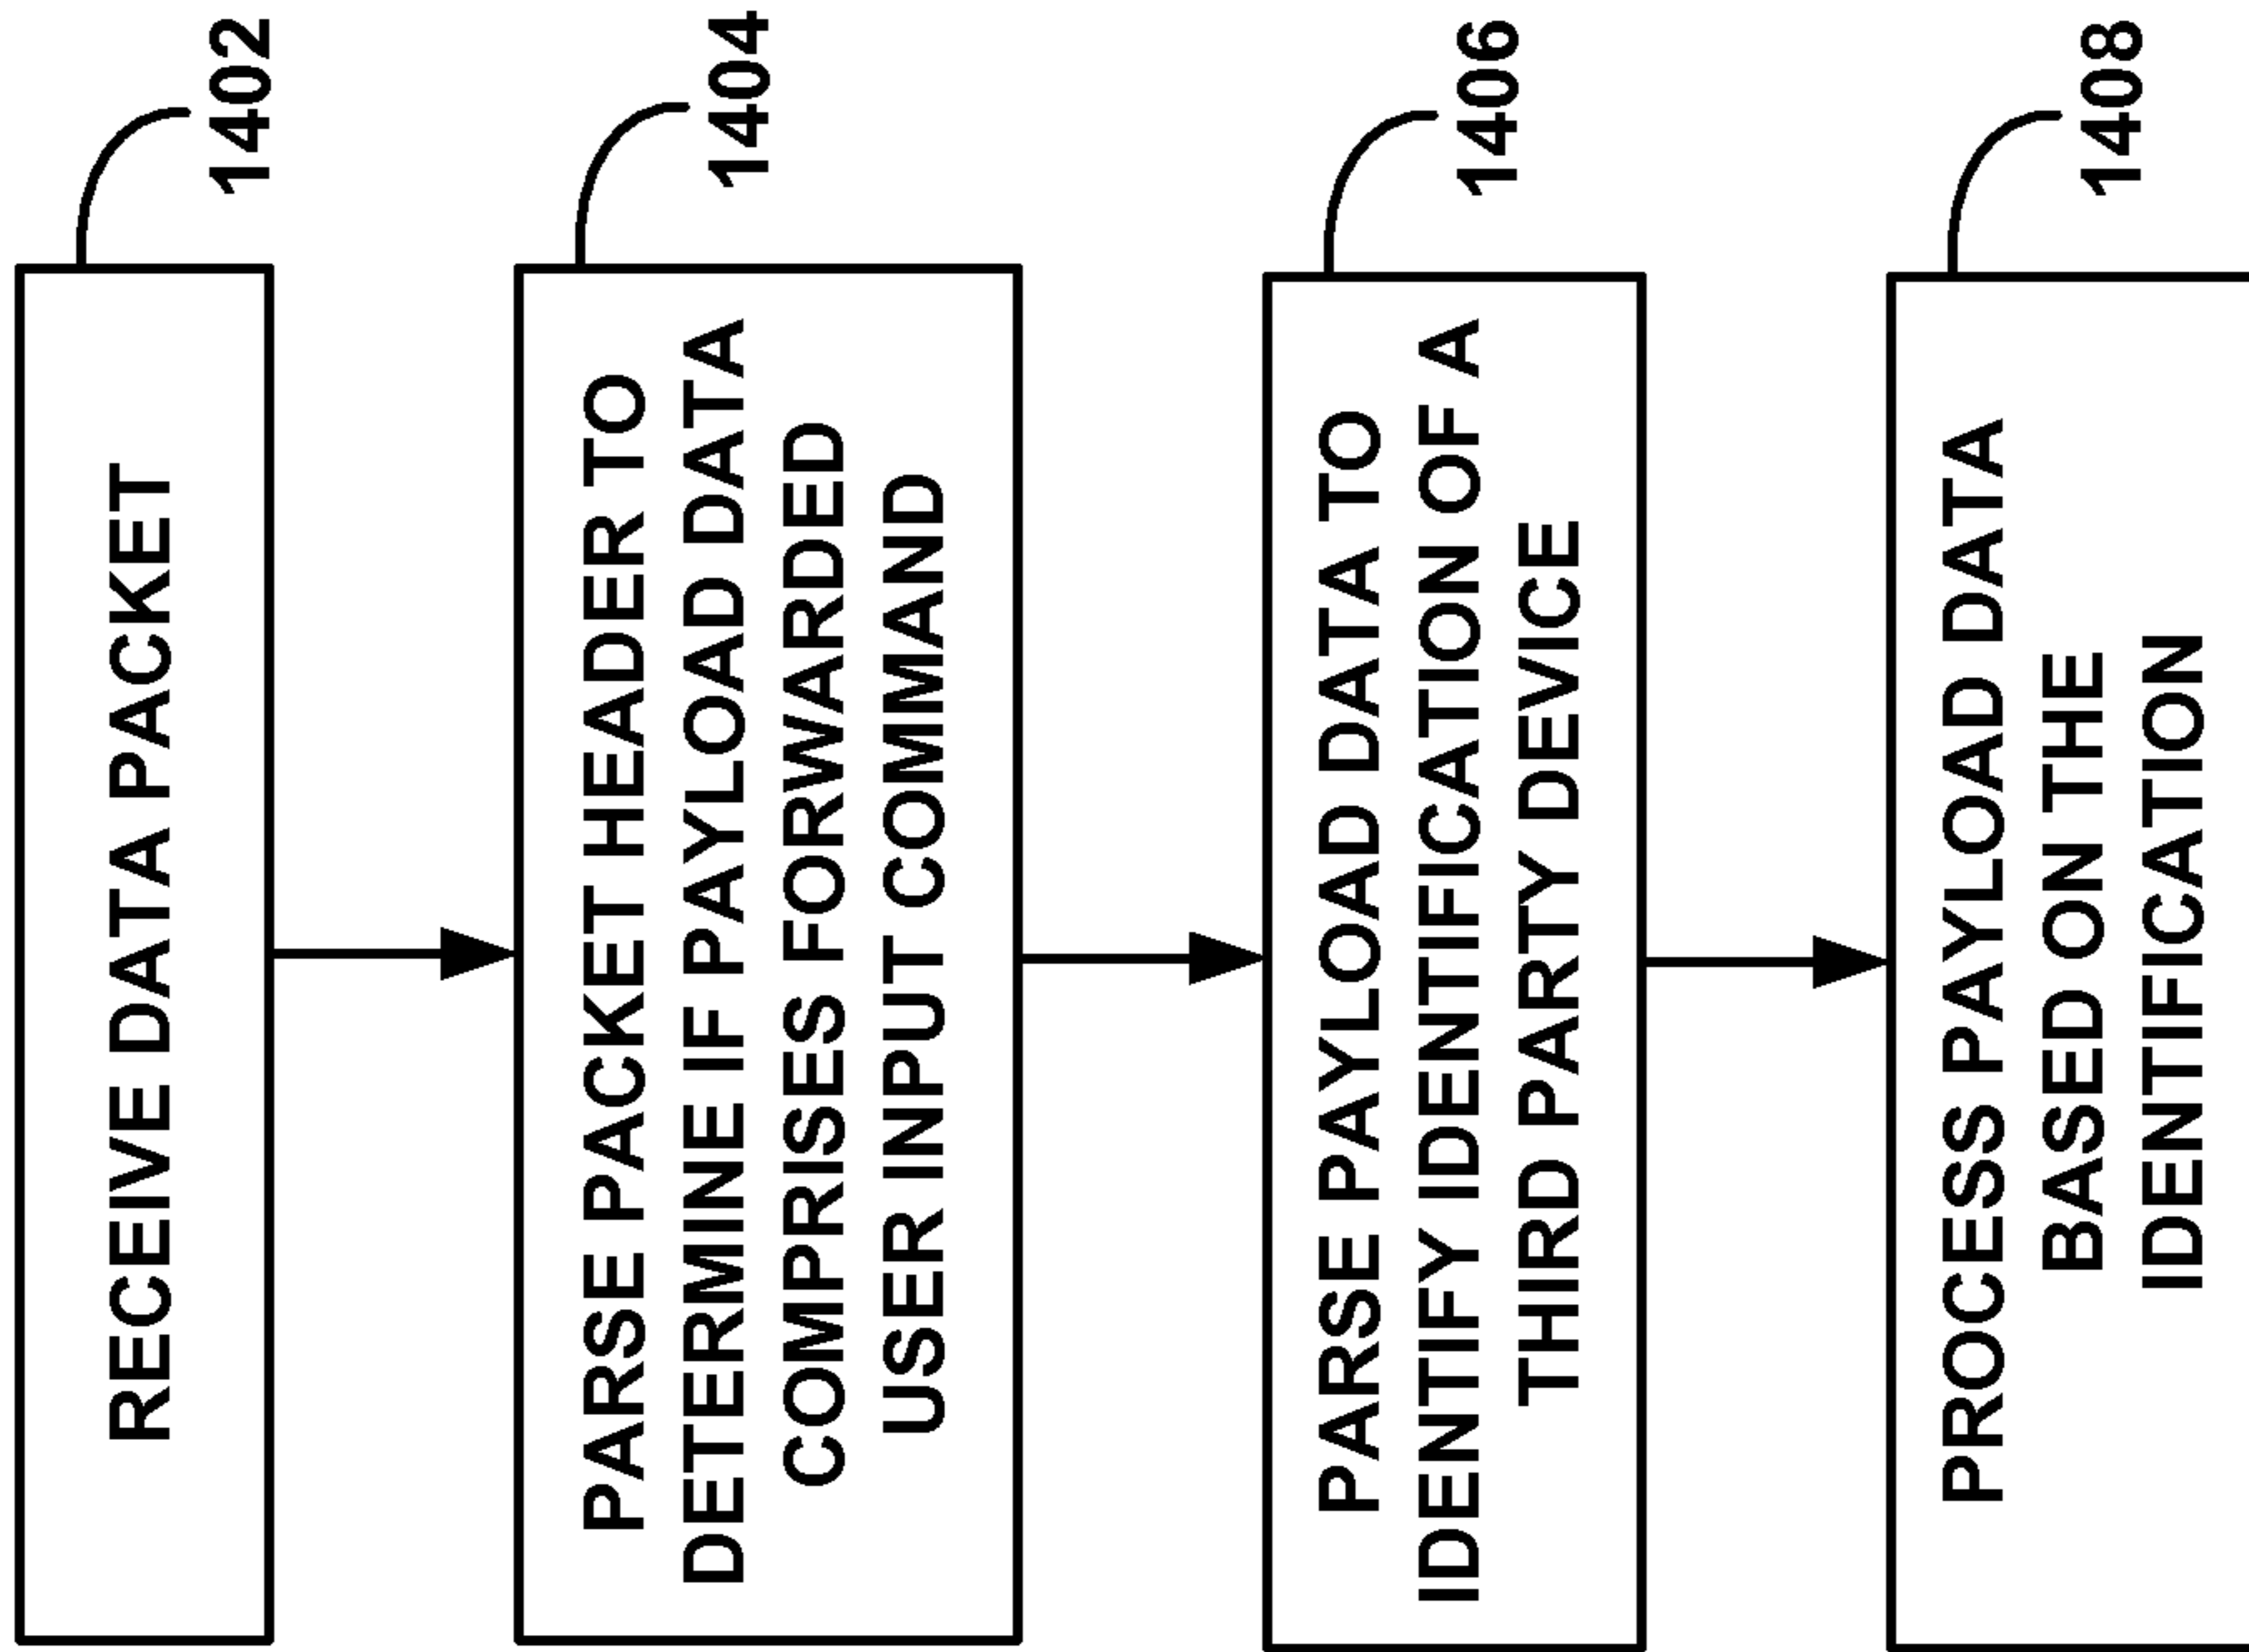 RECEIVE DATA PACKET
1402
PARSE PACKET HEADER TO
DETERMINE IF PAYLOAD DATA
COMPRISES FORWARDED
USER INPUT COMMAND
1404
PARSE PAYLOAD DATA TO
IDENTIFY IDENTIFICATION OF A
THIRD PARTY DEVICE
1406
PROCESS PAYLOAD DATA
BASED ON THE
IDENTIFICATION
1408